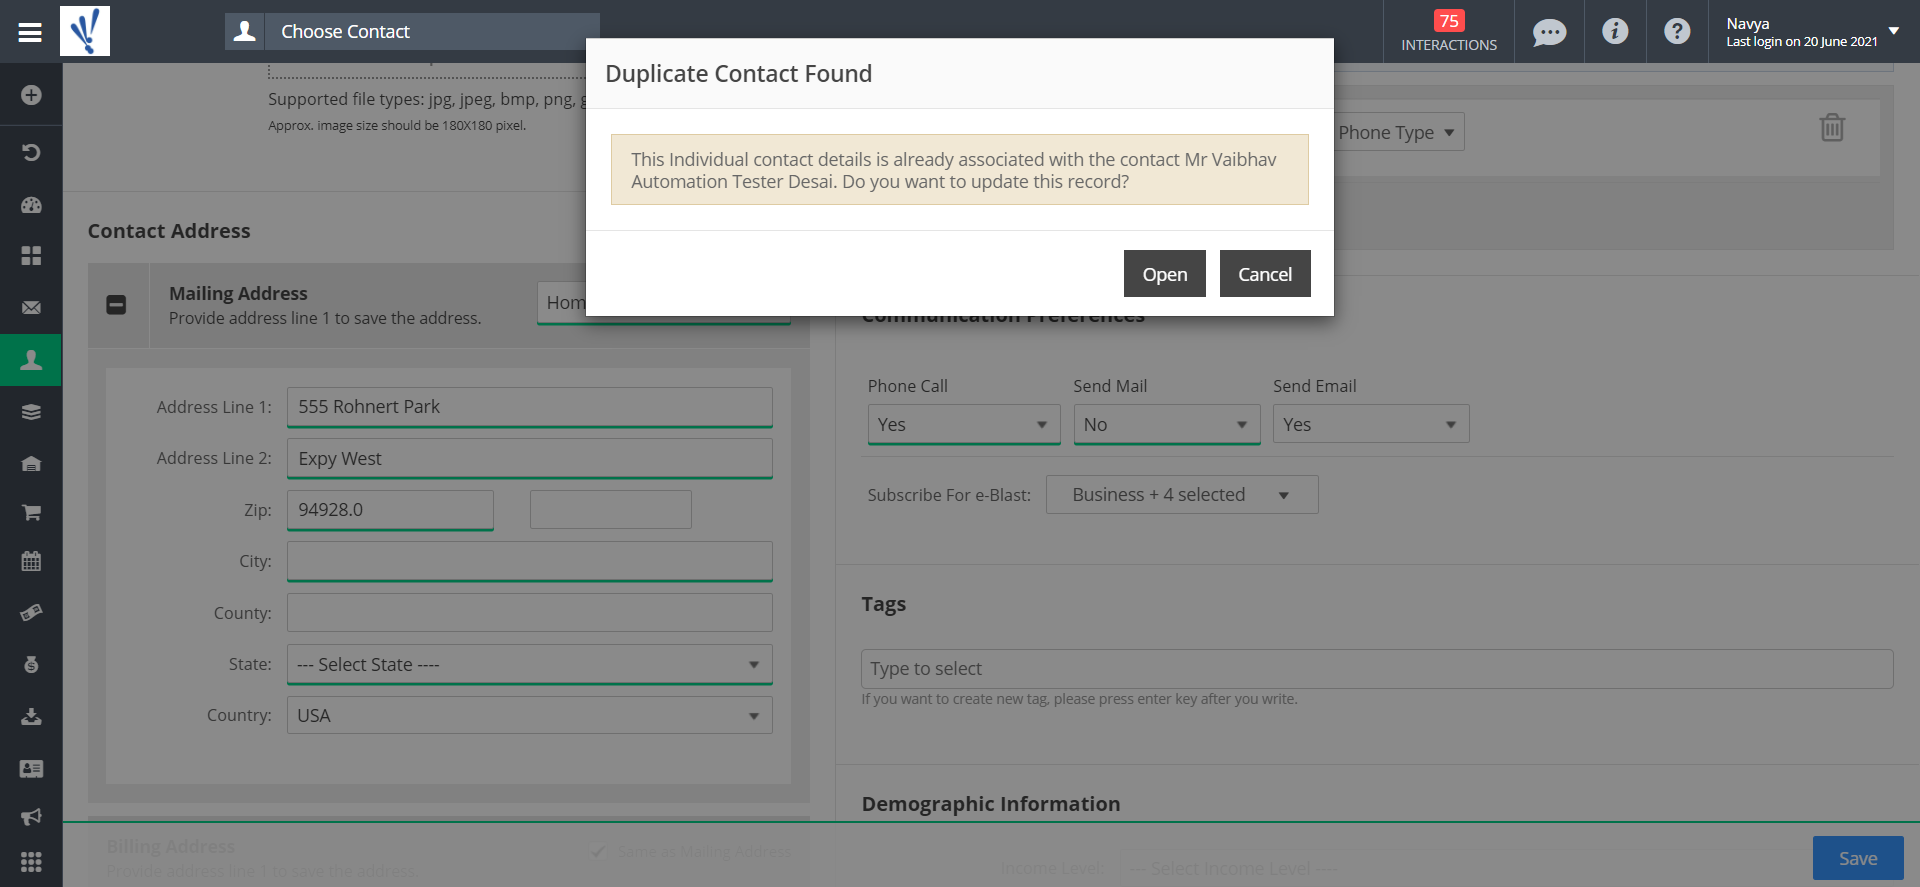 Choose Contact
75
INTERACTIONS
Navya
Last login on 20 June 2021
Duplicate Contact Found
This Individual contact details is already associated with the contact Mr Vaibhav
Automation Tester Desai. Do you want to update this record?
Open
Cancel
Supported file types: jpg, jpeg, bmp, png,
Approx. image size should be 180X180 pixel.
Phone Type
Contact Address
Mailing Address
Provide address line 1 to save the address.
Hom
Address Line 1:
555 Rohnert Park
Address Line 2:
Expy West
Zip:
94928.0
City:
County:
State:
--- Select State ----
Country:
USA
Billing Address
Provide address line 1 to save the address.
Same as Mailing Address
Communication Preferences
Phone Call
Send Mail
Send Email
Yes
No
Yes
Subscribe For e-Blast:
Business + 4 selected
Tags
Type to select
If you want to create new tag, please press enter key after you write.
Demographic Information
Income Level:
--- Select Income Level ----
Save